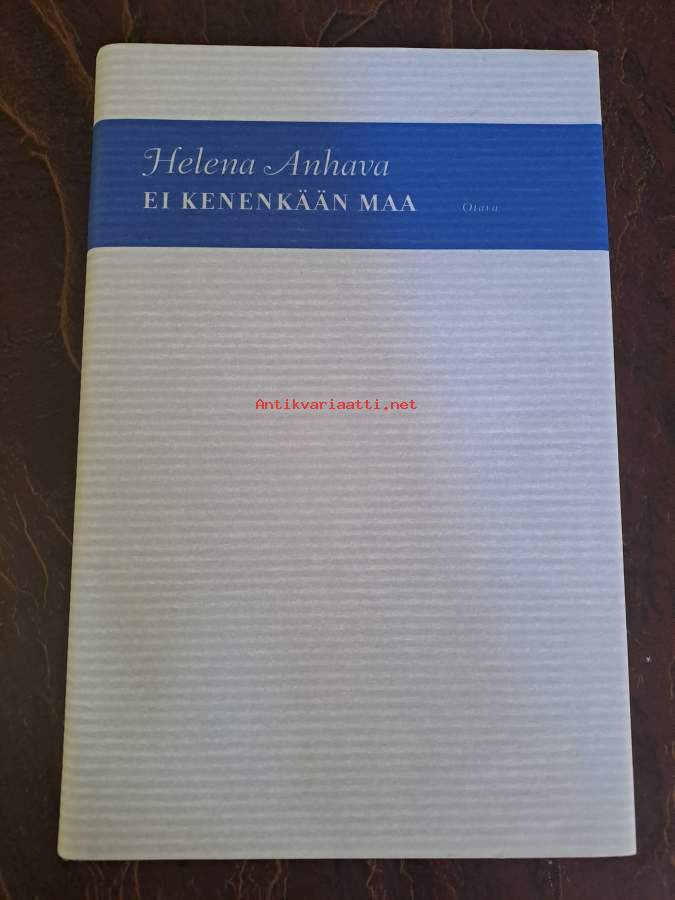 Helena Anhava
EI KENENKÄÄN MAA Otava
Antikvariaatti.net